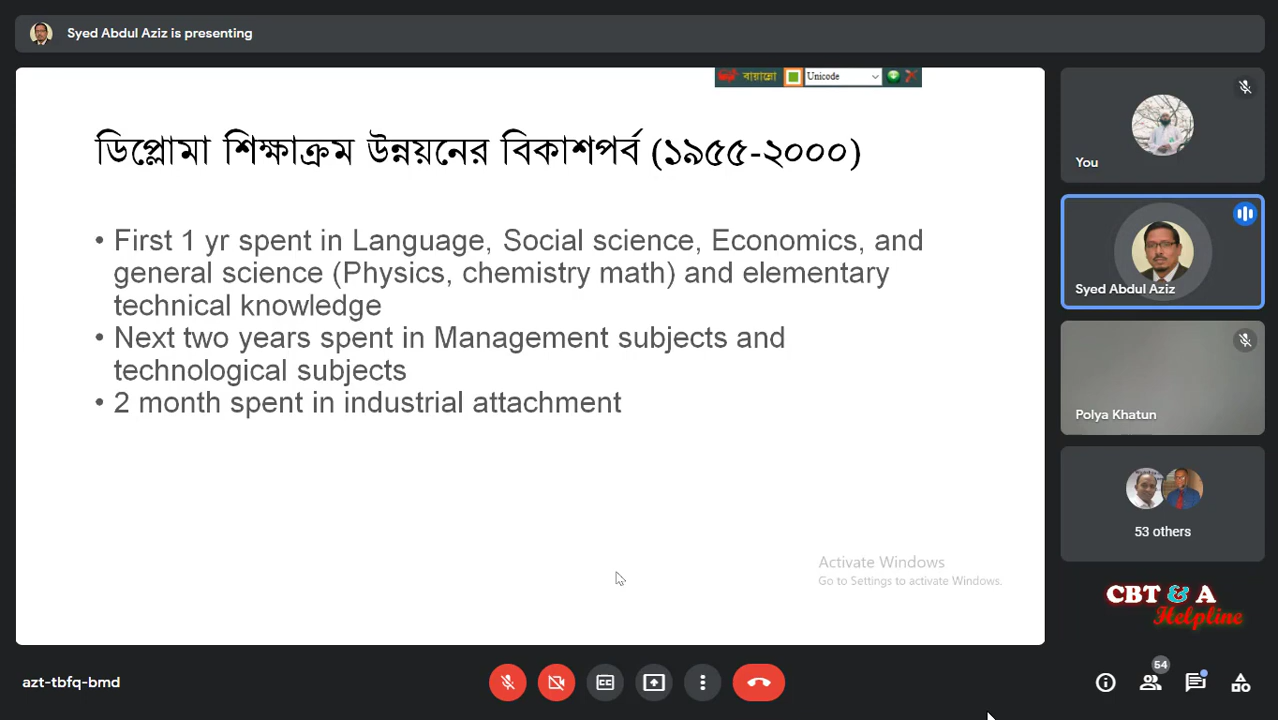 Syed Abdul Aziz is presenting
বায়ান্নো
Unicode
ডিপ্লোমা শিক্ষাক্রম উন্নয়নের বিকাশপর্ব (১৯৫৫-২০০০)
• First 1 yr spent in Language, Social science, Economics, and
general science (Physics, chemistry math) and elementary
technical knowledge
• Next two years spent in Management subjects and
technological subjects
• 2 month spent in industrial attachment
Activate Windows
Go to Settings to activate Windows.
You
Syed Abdul Aziz
Polya Khatun
53 others
CBT & A
Helpline
azt-tbfq-bmd
CC
54